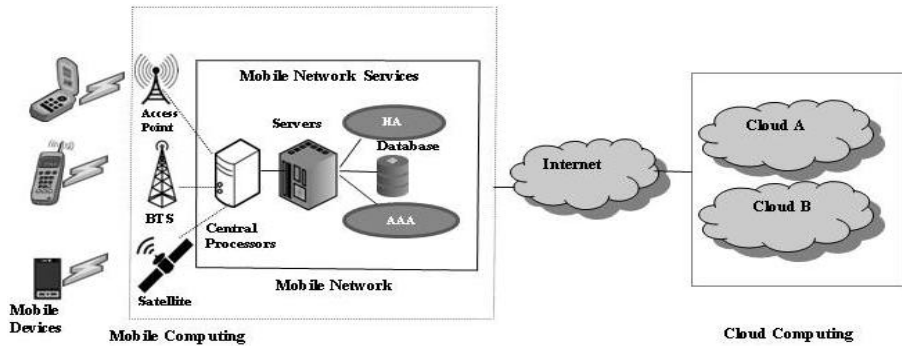 Mobile Network Services
Access
Point
Servers
HA
Database
BTS
Central
Processors
AAA
Satellite
Mobile Network
Mobile
Devices
Mobile Computing
Internet
Cloud A
Cloud B
Cloud Computing